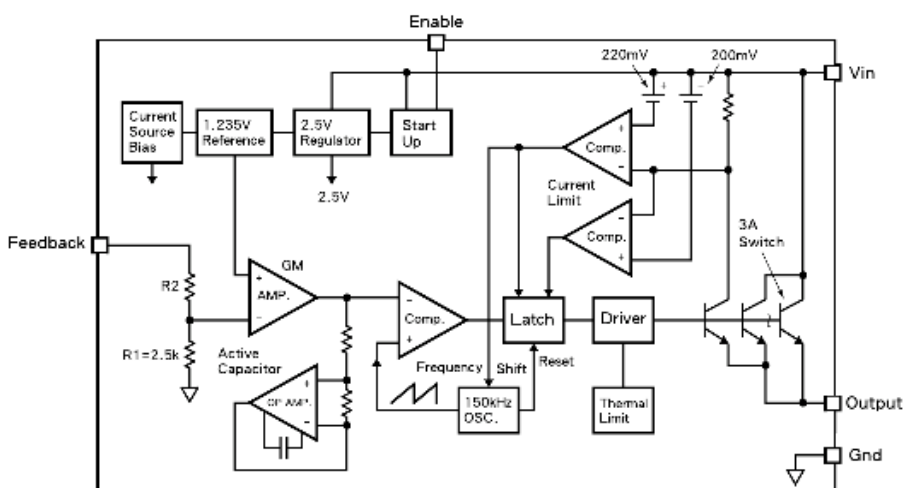 Enable
220mV
200mV
Vin
+
-
Current
Source
Bias
1.235V
Reference
2.5V
Regulator
Start
Up
2.5V
+
Comp.
-
Current
Limit
-
Comp.
+
3A
Switch
Feedback
R2
R1=2.5k
GM
+
AMP.
-
-
Comp.
+
Latch
Driver
Active
Capacitor
+
OP AMP.
-
Frequency
Shift
Reset
150kHz
OSC.
Thermal
Limit
Output
Gnd